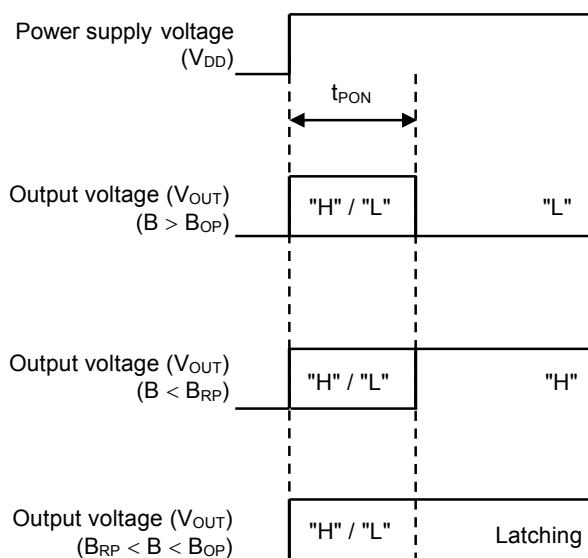 Power supply voltage
(VDD)
tPON
Output voltage (VOUT)
(B > BOP)
"H" / "L"
"L"
Output voltage (VOUT)
(B < BRP)
"H" / "L"
"H"
Output voltage (VOUT)
(BRP < B < BOP)
"H" / "L"
Latching